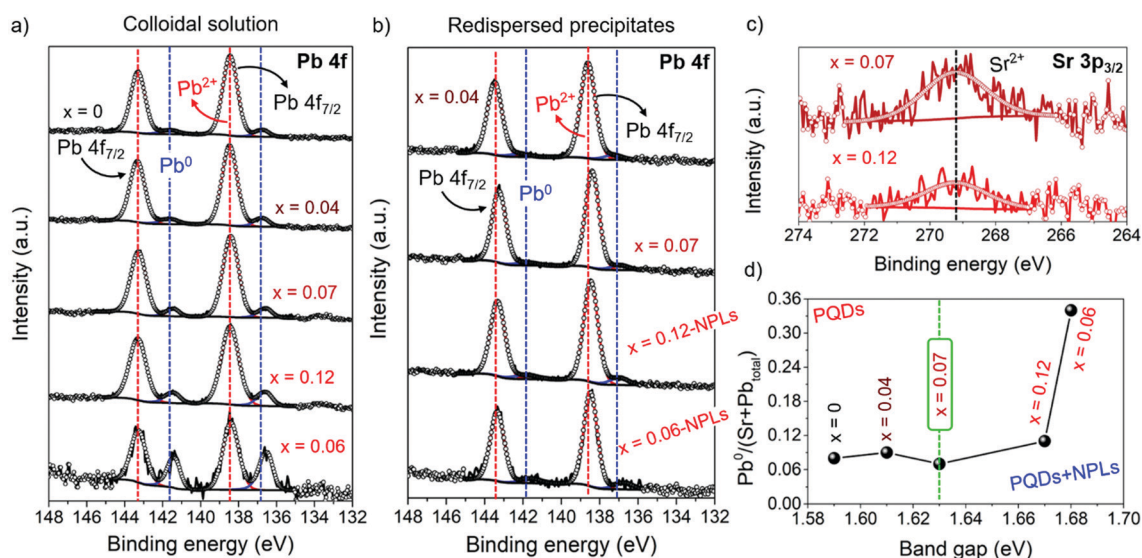 a) Colloidal solution
Pb 4f
Pb²⁺
Pb 4f₇/₂
x = 0
Pb 4f₇/₂
Pb⁰
x = 0.04
x = 0.07
x = 0.12
x = 0.06
Intensity (a.u.)
148 146 144 142 140 138 136 134 132
Binding energy (eV)
b) Redispersed precipitates
Pb 4f
x = 0.04
Pb²⁺
Pb 4f₇/₂
Pb 4f₇/₂
Pb⁰
x = 0.07
x = 0.12-NPLs
x = 0.06-NPLs
Intensity (a.u.)
148 146 144 142 140 138 136 134 132
Binding energy (eV)
c)
x = 0.07
Sr²⁺
Sr 3p₃/₂
x = 0.12
Intensity (a.u.)
274 272 270 268 266 264
Binding energy (eV)
d)
0.36
0.30
0.24
0.18
0.12
0.06
0.00
Pb⁰/(Sr+Pbₜₒₜₐₗ)
PQDs
x = 0
x = 0.04
x = 0.07
x = 0.12
x = 0.06
PQDs+NPLs
1.58 1.60 1.62 1.64 1.66 1.68 1.70
Band gap (eV)